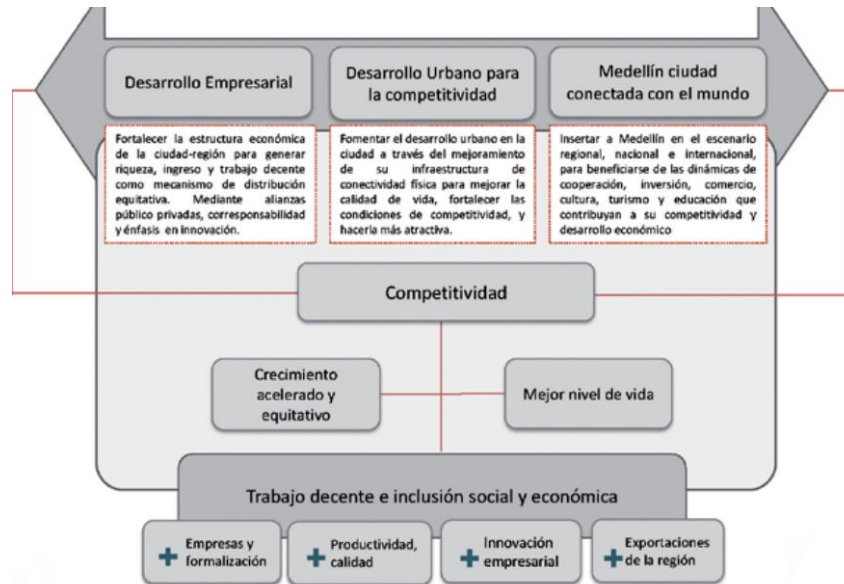 Desarrollo Empresarial
Desarrollo Urbano para
la competitividad
Medellín ciudad
conectada con el mundo
Fortalecer la estructura económica
de la ciudad-región para generar
riqueza, ingreso y trabajo decente
como mecanismo de distribución
equitativa. Mediante alianzas
público privadas, corresponsabilidad
y énfasis en innovación.
Fomentar el desarrollo urbano en la
ciudad a través del mejoramiento
de su infraestructura de
conectividad física para mejorar la
calidad de vida, fortalecer las
condiciones de competitividad, y
hacerla más atractiva.
Insertar a Medellín en el escenario
regional, nacional e internacional,
para beneficiarse de las dinámicas de
cooperación, inversión, comercio,
cultura, turismo y educación que
contribuyan a su competitividad y
desarrollo económico
Competitividad
Crecimiento
acelerado y
equitativo
Mejor nivel de vida
Trabajo decente e inclusión social y económica
+ Empresas y
formalización
+ Productividad,
calidad
+ Innovación
empresarial
+ Exportaciones
de la región